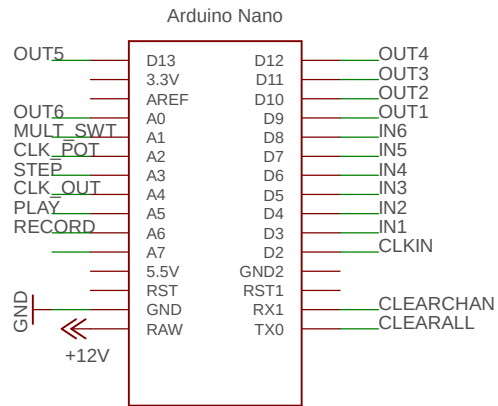 Arduino Nano
OUT5 D13 D12 OUT4
3.3V D11 OUT3
AREF D10 OUT2
OUT6 A0 D9 OUT1
MULT_SWT A1 D8 IN6
CLK_POT A2 D7 IN5
STEP A3 D6 IN4
CLK_OUT A4 D5 IN3
PLAY A5 D4 IN2
RECORD A6 D3 IN1
A7 D2 CLKIN
5.5V GND2
RST RST1
GND GND RX1 CLEARCHAN
RAW TX0 CLEARALL
+12V